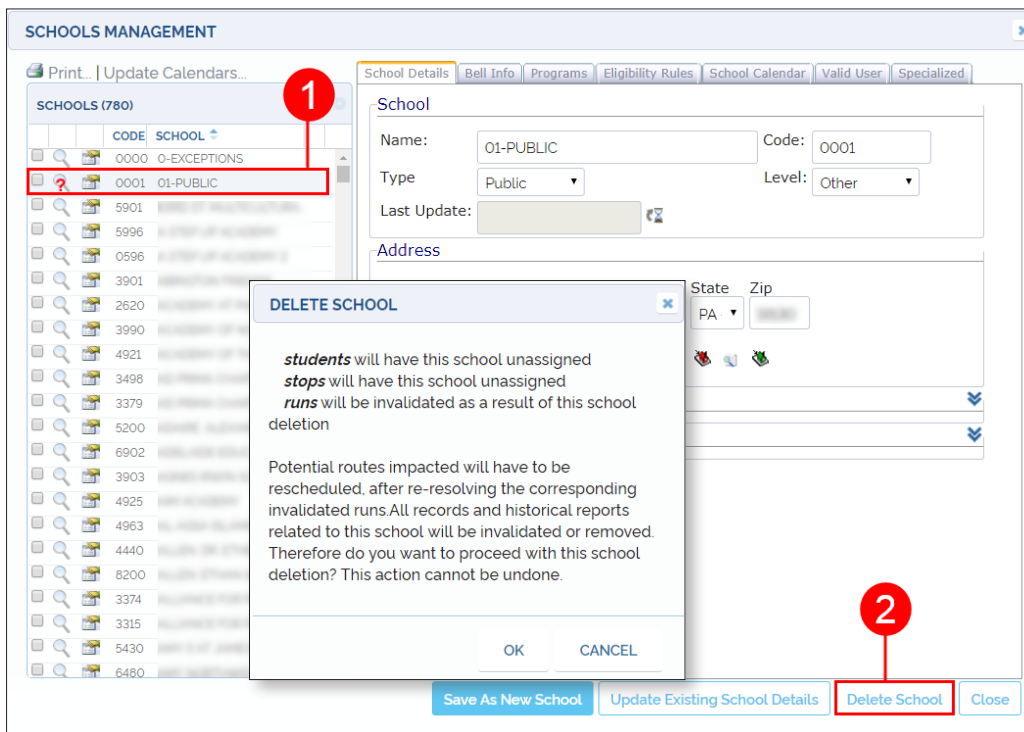 SCHOOLS MANAGEMENT
Print... | Update Calendars...
1
SCHOOLS (780)
CODE SCHOOL
0000 0-EXCEPTIONS
0001 01-PUBLIC
5901
5996
0596
3901
2620
3990
4921
3498
3379
5200
6902
3903
4925
4963
4440
8200
3374
3315
5430
6480
School Details Bell Info Programs Eligibility Rules School Calendar Valid User Specialized
School
Name: 01-PUBLIC Code: 0001
Type Public Level: Other
Last Update:
Address
State Zip
PA
DELETE SCHOOL
students will have this school unassigned
stops will have this school unassigned
runs will be invalidated as a result of this school
deletion
Potential routes impacted will have to be
rescheduled, after re-resolving the corresponding
invalidated runs.All records and historical reports
related to this school will be invalidated or removed.
Therefore do you want to proceed with this school
deletion? This action cannot be undone.
OK CANCEL
2
Save As New School Update Existing School Details Delete School Close